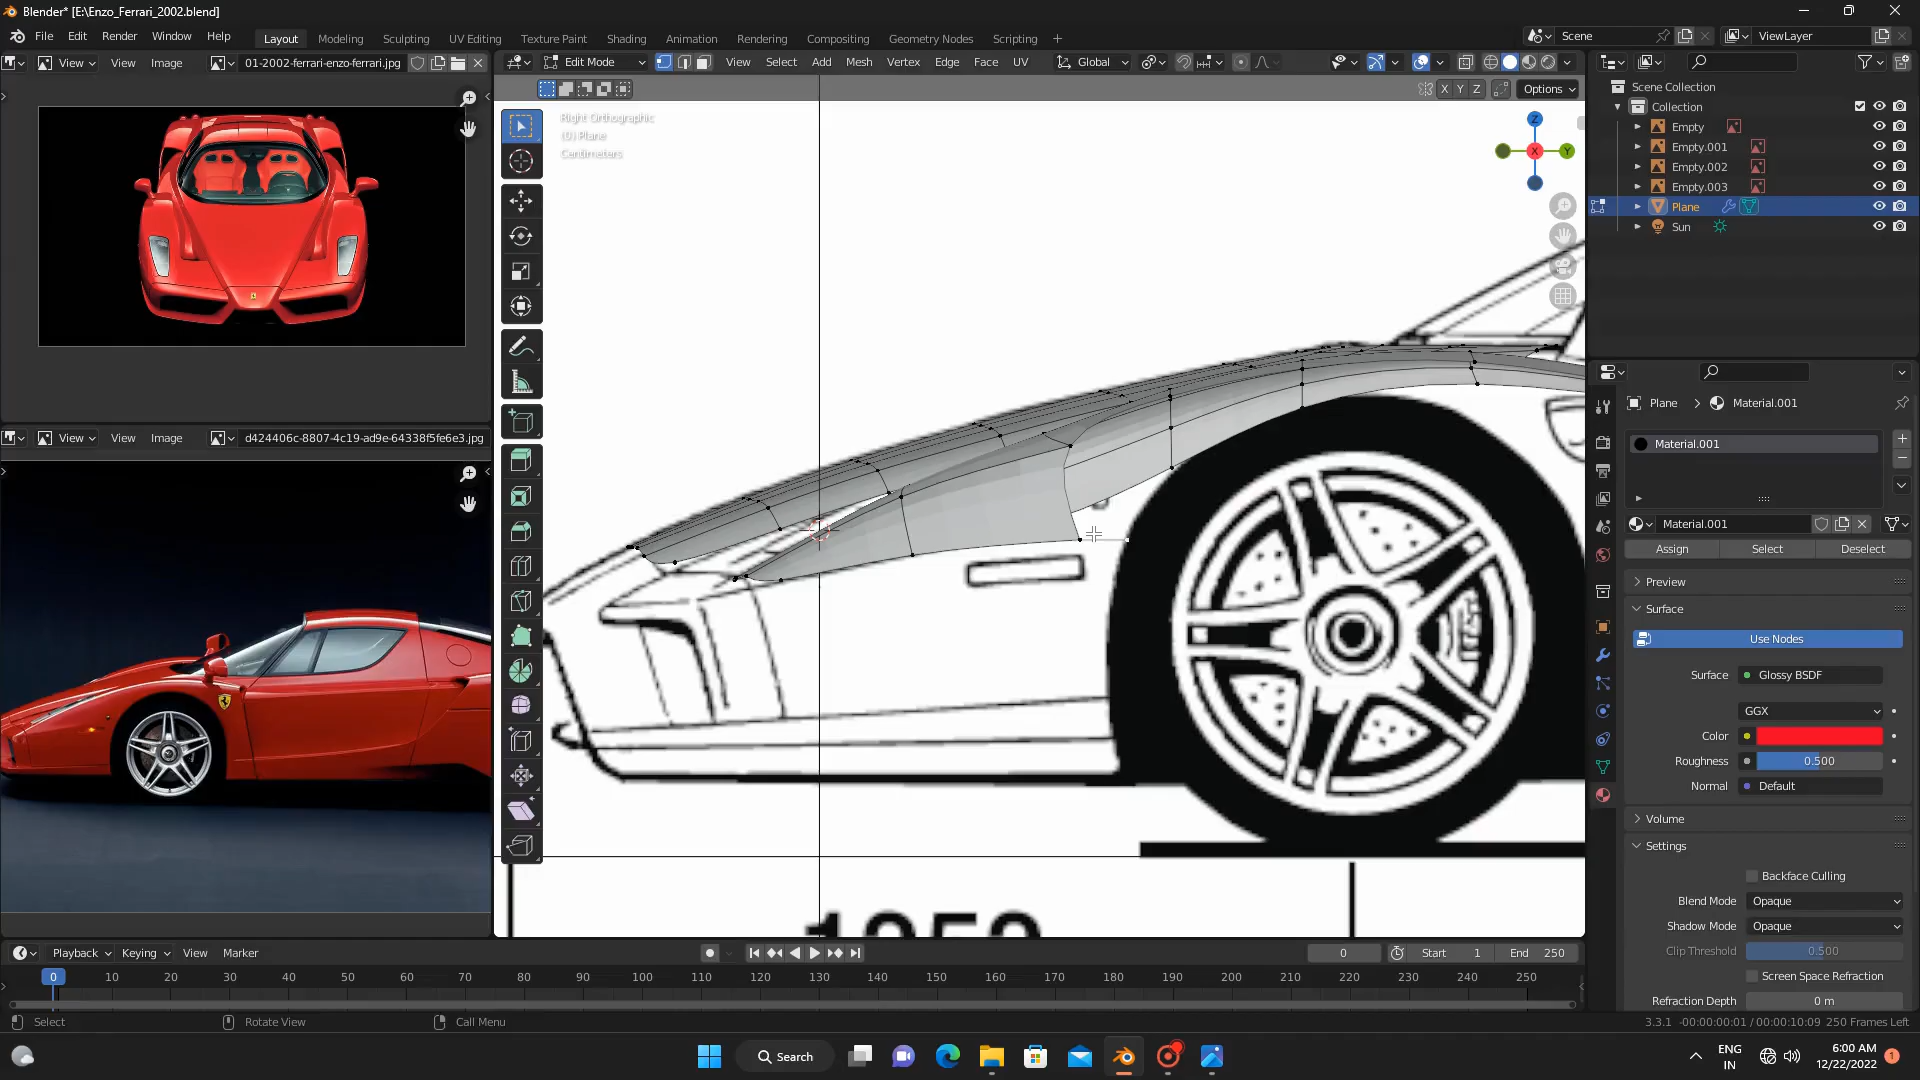 Blender* [E:\Enzo_Ferrari_2002.blend]
File Edit Render Window Help
Layout Modeling Sculpting UV Editing Texture Paint Shading Animation Rendering Compositing Geometry Nodes Scripting +
Scene
ViewLayer
View View Image 01-2002-ferrari-enzo-ferrari.jpg
Edit Mode View Select Add Mesh Vertex Edge Face UV Global
X Y Z Options
Right Orthographic
(0) Plane
Centimeters
Z
X
Y
Scene Collection
Collection
Empty
Empty.001
Empty.002
Empty.003
Plane
Sun
View View Image d424406c-8807-4c19-ad9e-64338f5fe6e3.jpg
Plane > Material.001
Material.001
Material.001
Assign Select Deselect
Preview
Surface
Use Nodes
Surface Glossy BSDF
GGX
Color
Roughness 0.500
Normal Default
Volume
Settings
Backface Culling
Blend Mode Opaque
Shadow Mode Opaque
Clip Threshold 0.500
Screen Space Refraction
Refraction Depth 0 m
Playback Keying View Marker
0 Start 1 End 250
0 10 20 30 40 50 60 70 80 90 100 110 120 130 140 150 160 170 180 190 200 210 220 230 240 250
Select Rotate View Call Menu
3.3.1 -00:00:00:01 / 00:00:10:09 250 Frames Left
Search
ENG
IN
6:00 AM
12/22/2022
1